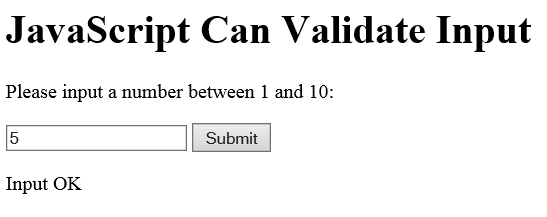 JavaScript Can Validate Input
Please input a number between 1 and 10:
5 Submit
Input OK